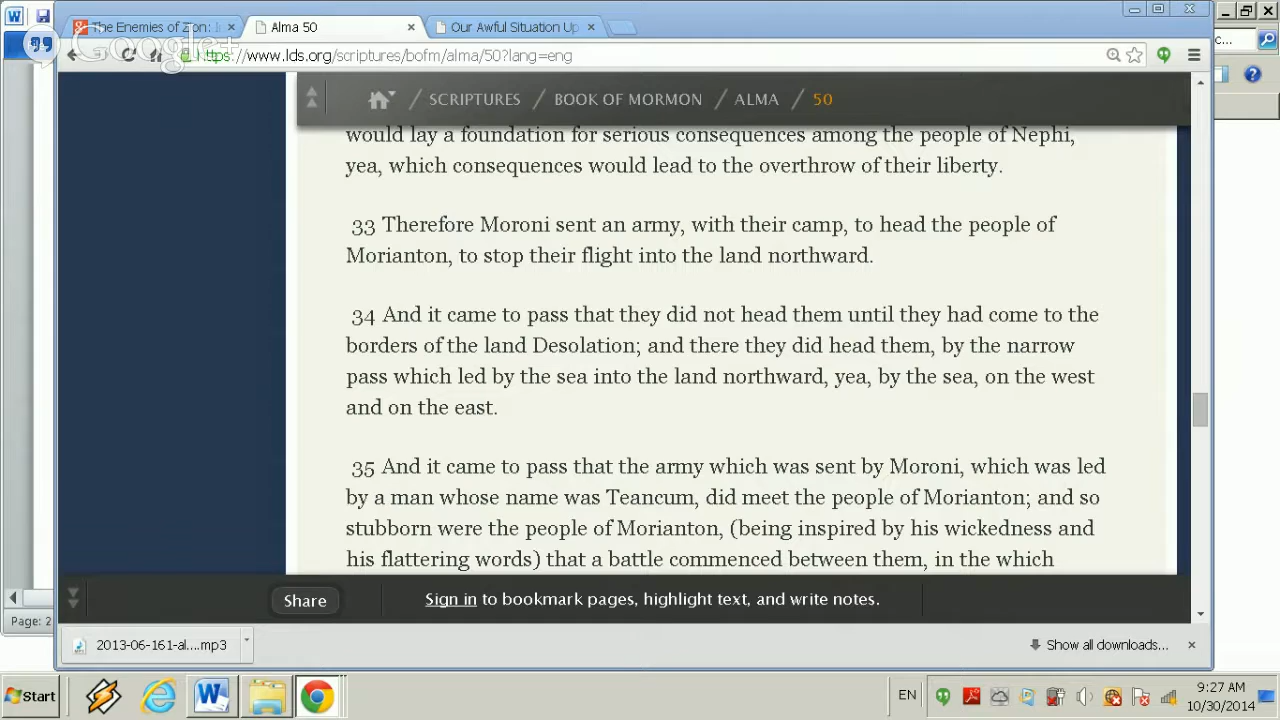 The Enemies of Zion: I
Alma 50
Our Awful Situation Up
Google+
https://www.lds.org/scriptures/bofm/alma/50?lang=eng
c...
SCRIPTURES / BOOK OF MORMON / ALMA / 50
would lay a foundation for serious consequences among the people of Nephi,
yea, which consequences would lead to the overthrow of their liberty.
33 Therefore Moroni sent an army, with their camp, to head the people of
Morianton, to stop their flight into the land northward.
34 And it came to pass that they did not head them until they had come to the
borders of the land Desolation; and there they did head them, by the narrow
pass which led by the sea into the land northward, yea, by the sea, on the west
and on the east.
35 And it came to pass that the army which was sent by Moroni, which was led
by a man whose name was Teancum, did meet the people of Morianton; and so
stubborn were the people of Morianton, (being inspired by his wickedness and
his flattering words) that a battle commenced between them, in the which
Share
Sign in to bookmark pages, highlight text, and write notes.
Page: 2
2013-06-161-al....mp3
Show all downloads...
Start
EN
9:27 AM
10/30/2014